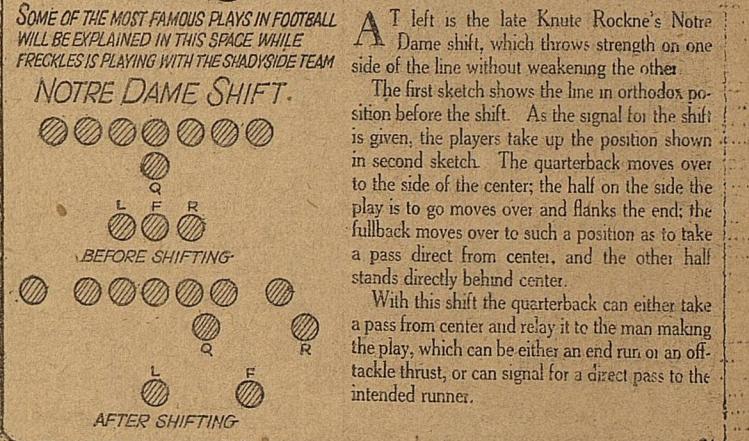 SOME OF THE MOST FAMOUS PLAYS IN FOOTBALL
WILL BE EXPLAINED IN THIS SPACE WHILE
FRECKLES IS PLAYING WITH THE SHADYSIDE TEAM
NOTRE DAME SHIFT.
Q
L F R
BEFORE SHIFTING
Q R
L F
AFTER SHIFTING
AT left is the late Knute Rockne's Notre
Dame shift, which throws strength on one
side of the line without weakening the other.
The first sketch shows the line in orthodox po-
sition before the shift. As the signal for the shift
is given, the players take up the position shown
in second sketch. The quarterback moves over
to the side of the center; the half on the side the
play is to go moves over and flanks the end; the
fullback moves over to such a position as to take
a pass direct from center, and the other half
stands directly behind center.
With this shift the quarterback can either take
a pass from center and relay it to the man making
the play, which can be either an end run or an off-
tackle thrust, or can signal for a direct pass to the
intended runner.